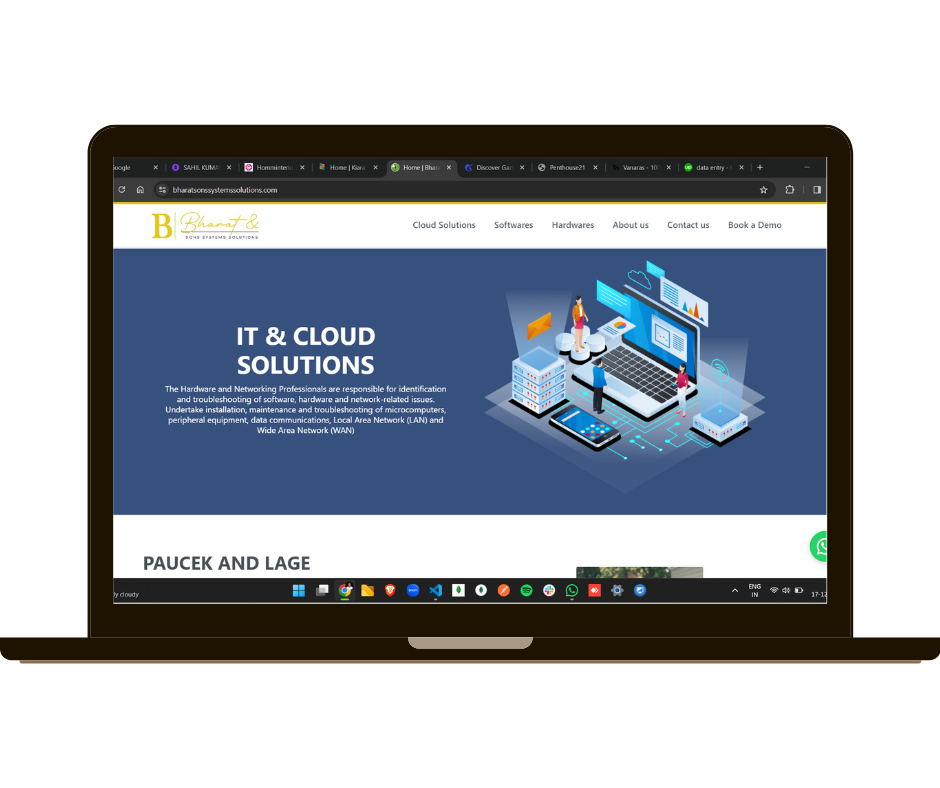 oogle
SAHIL KUMA
Homminterio
Home | Kiara
Home | Bhara
Discover Gan
Penthouse21
Vanaras - 10
data entry -
bharatsonssystemssolutions.com
B Bharat &
SONS SYSTEMS SOLUTIONS
Cloud Solutions
Softwares
Hardwares
About us
Contact us
Book a Demo
IT & CLOUD
SOLUTIONS
The Hardware and Networking Professionals are responsible for identification
and troubleshooting of software, hardware and network-related issues.
Undertake installation, maintenance and troubleshooting of microcomputers,
peripheral equipment, data communications, Local Area Network (LAN) and
Wide Area Network (WAN)
PAUCEK AND LAGE
ly cloudy
ENG
IN
17-12